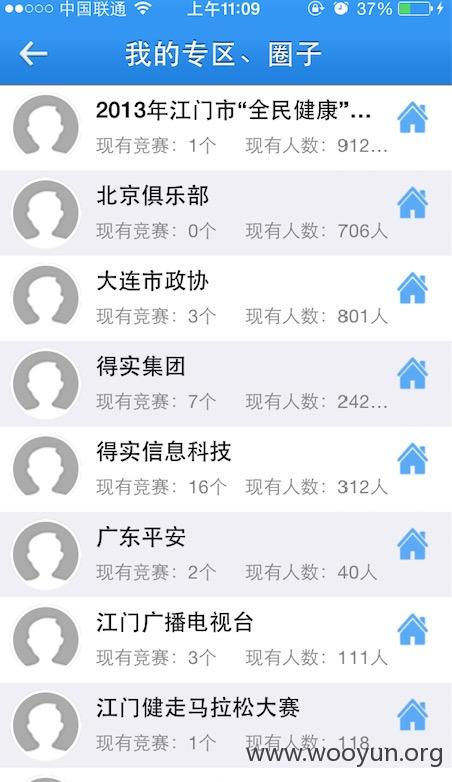 中国联通 上午11:09 37%
我的专区、圈子
2013年江门市“全民健康”...
现有竞赛：1个 现有人数：912...
北京俱乐部
现有竞赛：0个 现有人数：706人
大连市政协
现有竞赛：3个 现有人数：801人
得实集团
现有竞赛：7个 现有人数：242...
得实信息科技
现有竞赛：16个 现有人数：312人
广东平安
现有竞赛：2个 现有人数：40人
江门广播电视台
现有竞赛：3个 现有人数：111人
江门健走马拉松大赛
现有竞赛：1个 现有人数：118
www.wooyun.org